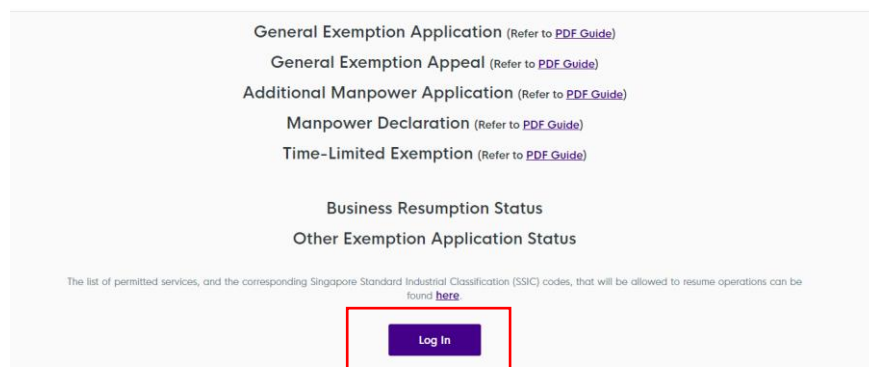 General Exemption Application (Refer to PDF Guide)
General Exemption Appeal (Refer to PDF Guide)
Additional Manpower Application (Refer to PDF Guide)
Manpower Declaration (Refer to PDF Guide)
Time-Limited Exemption (Refer to PDF Guide)
Business Resumption Status
Other Exemption Application Status
The list of permitted services, and the corresponding Singapore Standard Industrial Classification (SSIC) codes, that will be allowed to resume operations can be
found here.
Log In